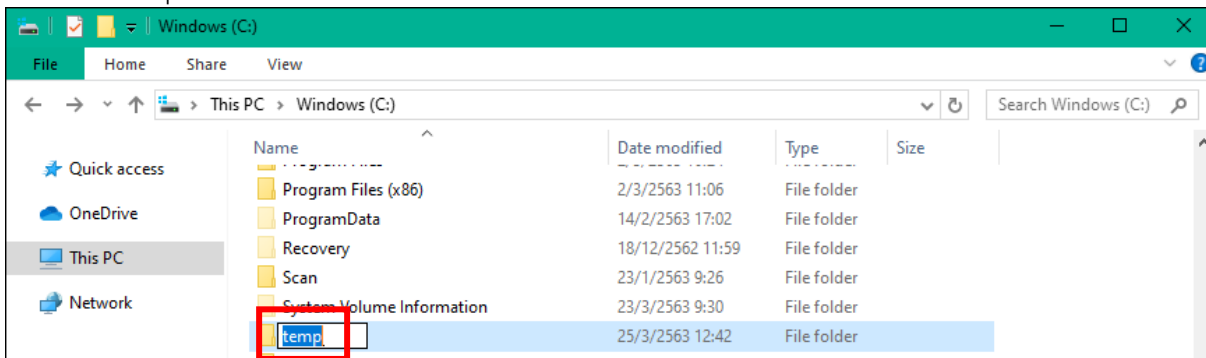 Windows (C:)
File Home Share View
This PC > Windows (C:) Search Windows (C:)
Name Date modified Type Size
Quick access
Program Files (x86) 2/3/2563 11:06 File folder
OneDrive
ProgramData 14/2/2563 17:02 File folder
Recovery 18/12/2562 11:59 File folder
This PC
Scan 23/1/2563 9:26 File folder
Network
System Volume Information 23/3/2563 9:30 File folder
temp 25/3/2563 12:42 File folder